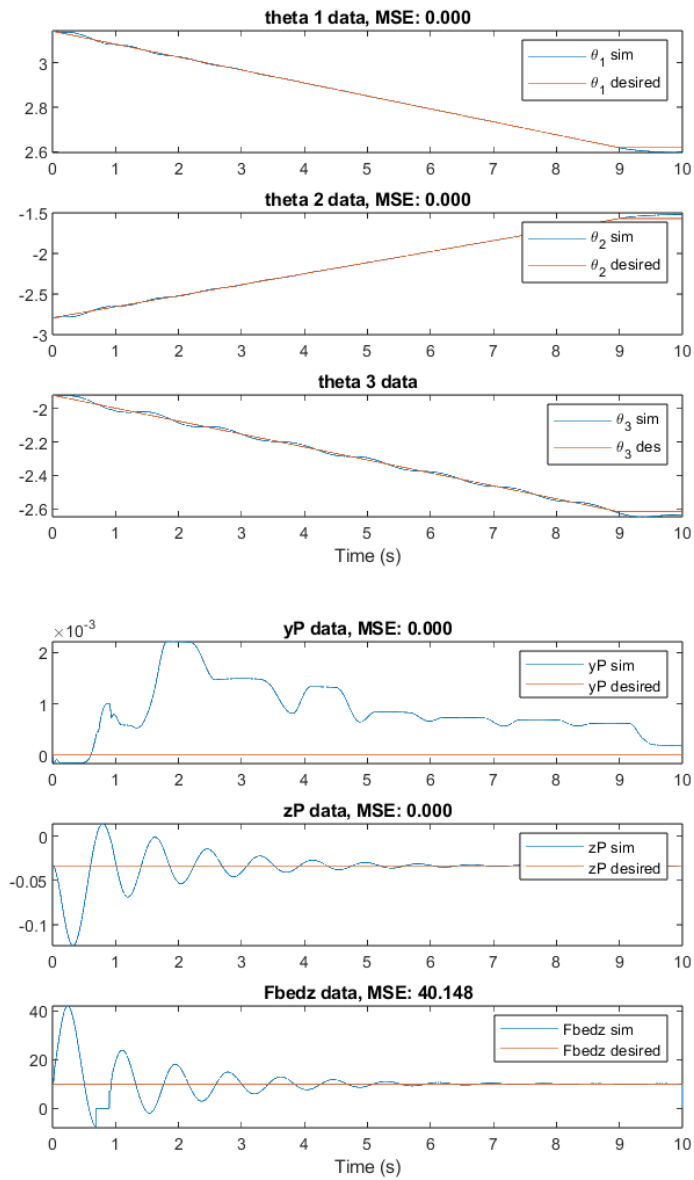 theta 1 data, MSE: 0.000
3
2.8
2.6
θ1 sim
θ1 desired
0 1 2 3 4 5 6 7 8 9 10
theta 2 data, MSE: 0.000
-1.5
-2
-2.5
-3
θ2 sim
θ2 desired
0 1 2 3 4 5 6 7 8 9 10
theta 3 data
-2
-2.2
-2.4
-2.6
θ3 sim
θ3 des
0 1 2 3 4 5 6 7 8 9 10
Time (s)
yP data, MSE: 0.000
×10-3
2
1
0
yP sim
yP desired
0 1 2 3 4 5 6 7 8 9 10
zP data, MSE: 0.000
0
-0.05
-0.1
zP sim
zP desired
0 1 2 3 4 5 6 7 8 9 10
Fbedz data, MSE: 40.148
40
20
0
Fbedz sim
Fbedz desired
0 1 2 3 4 5 6 7 8 9 10
Time (s)